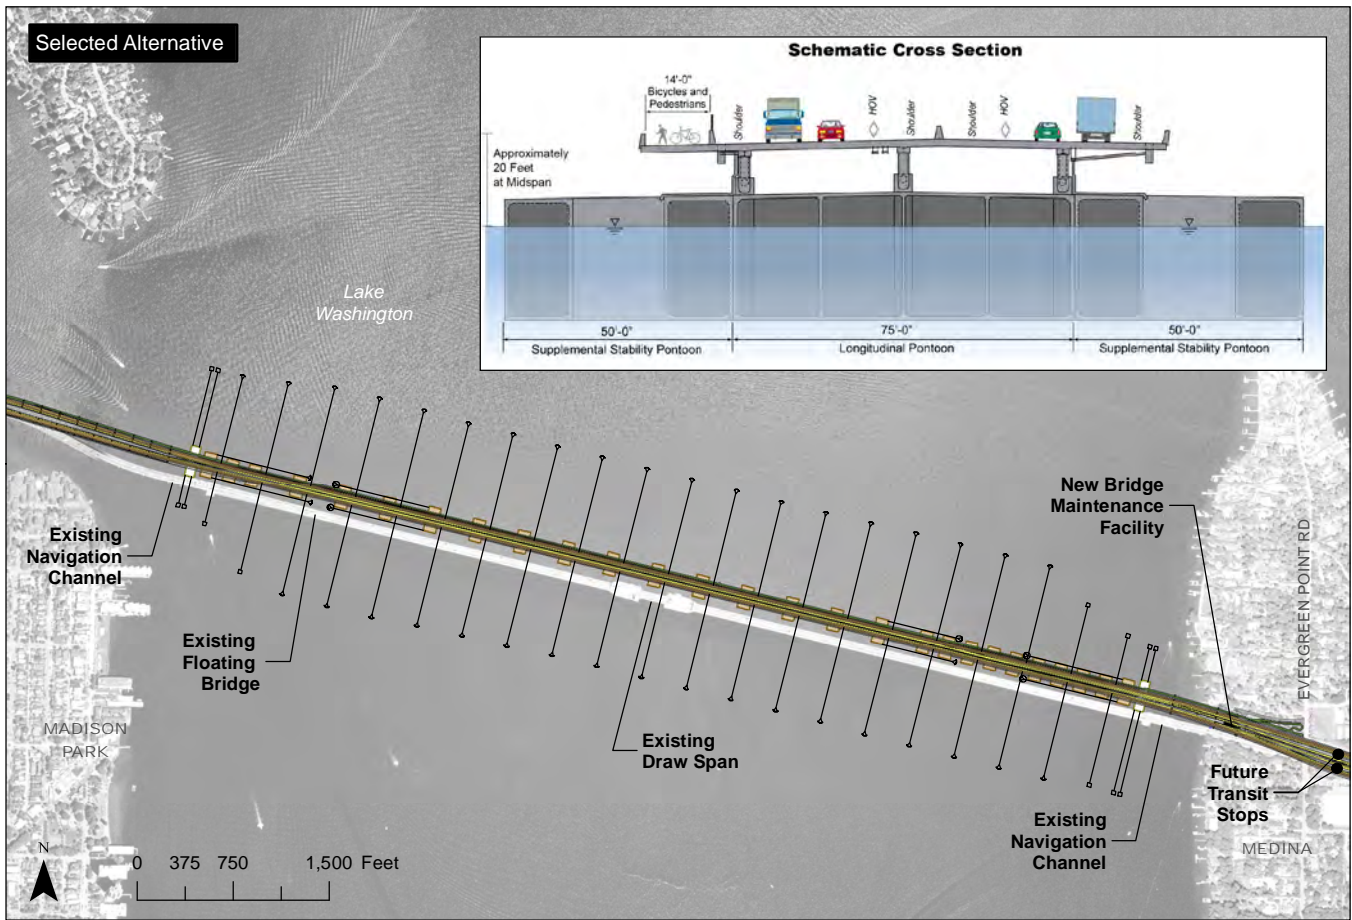 Selected Alternative
Schematic Cross Section
14'-0"
Bicycles and
Pedestrians
Shoulder
HOV
Shoulder
Shoulder
HOV
Shoulder
Approximately
20 Feet
at Midspan
50'-0"
75'-0"
50'-0"
Supplemental Stability Pontoon
Longitudinal Pontoon
Supplemental Stability Pontoon
Lake
Washington
New Bridge
Maintenance
Facility
EVERGREEN POINT RD
Existing
Navigation
Channel
Existing
Floating
Bridge
MADISON
PARK
Existing
Draw Span
Future
Transit
Stops
Existing
Navigation
Channel
MEDINA
N
0 375 750 1,500 Feet